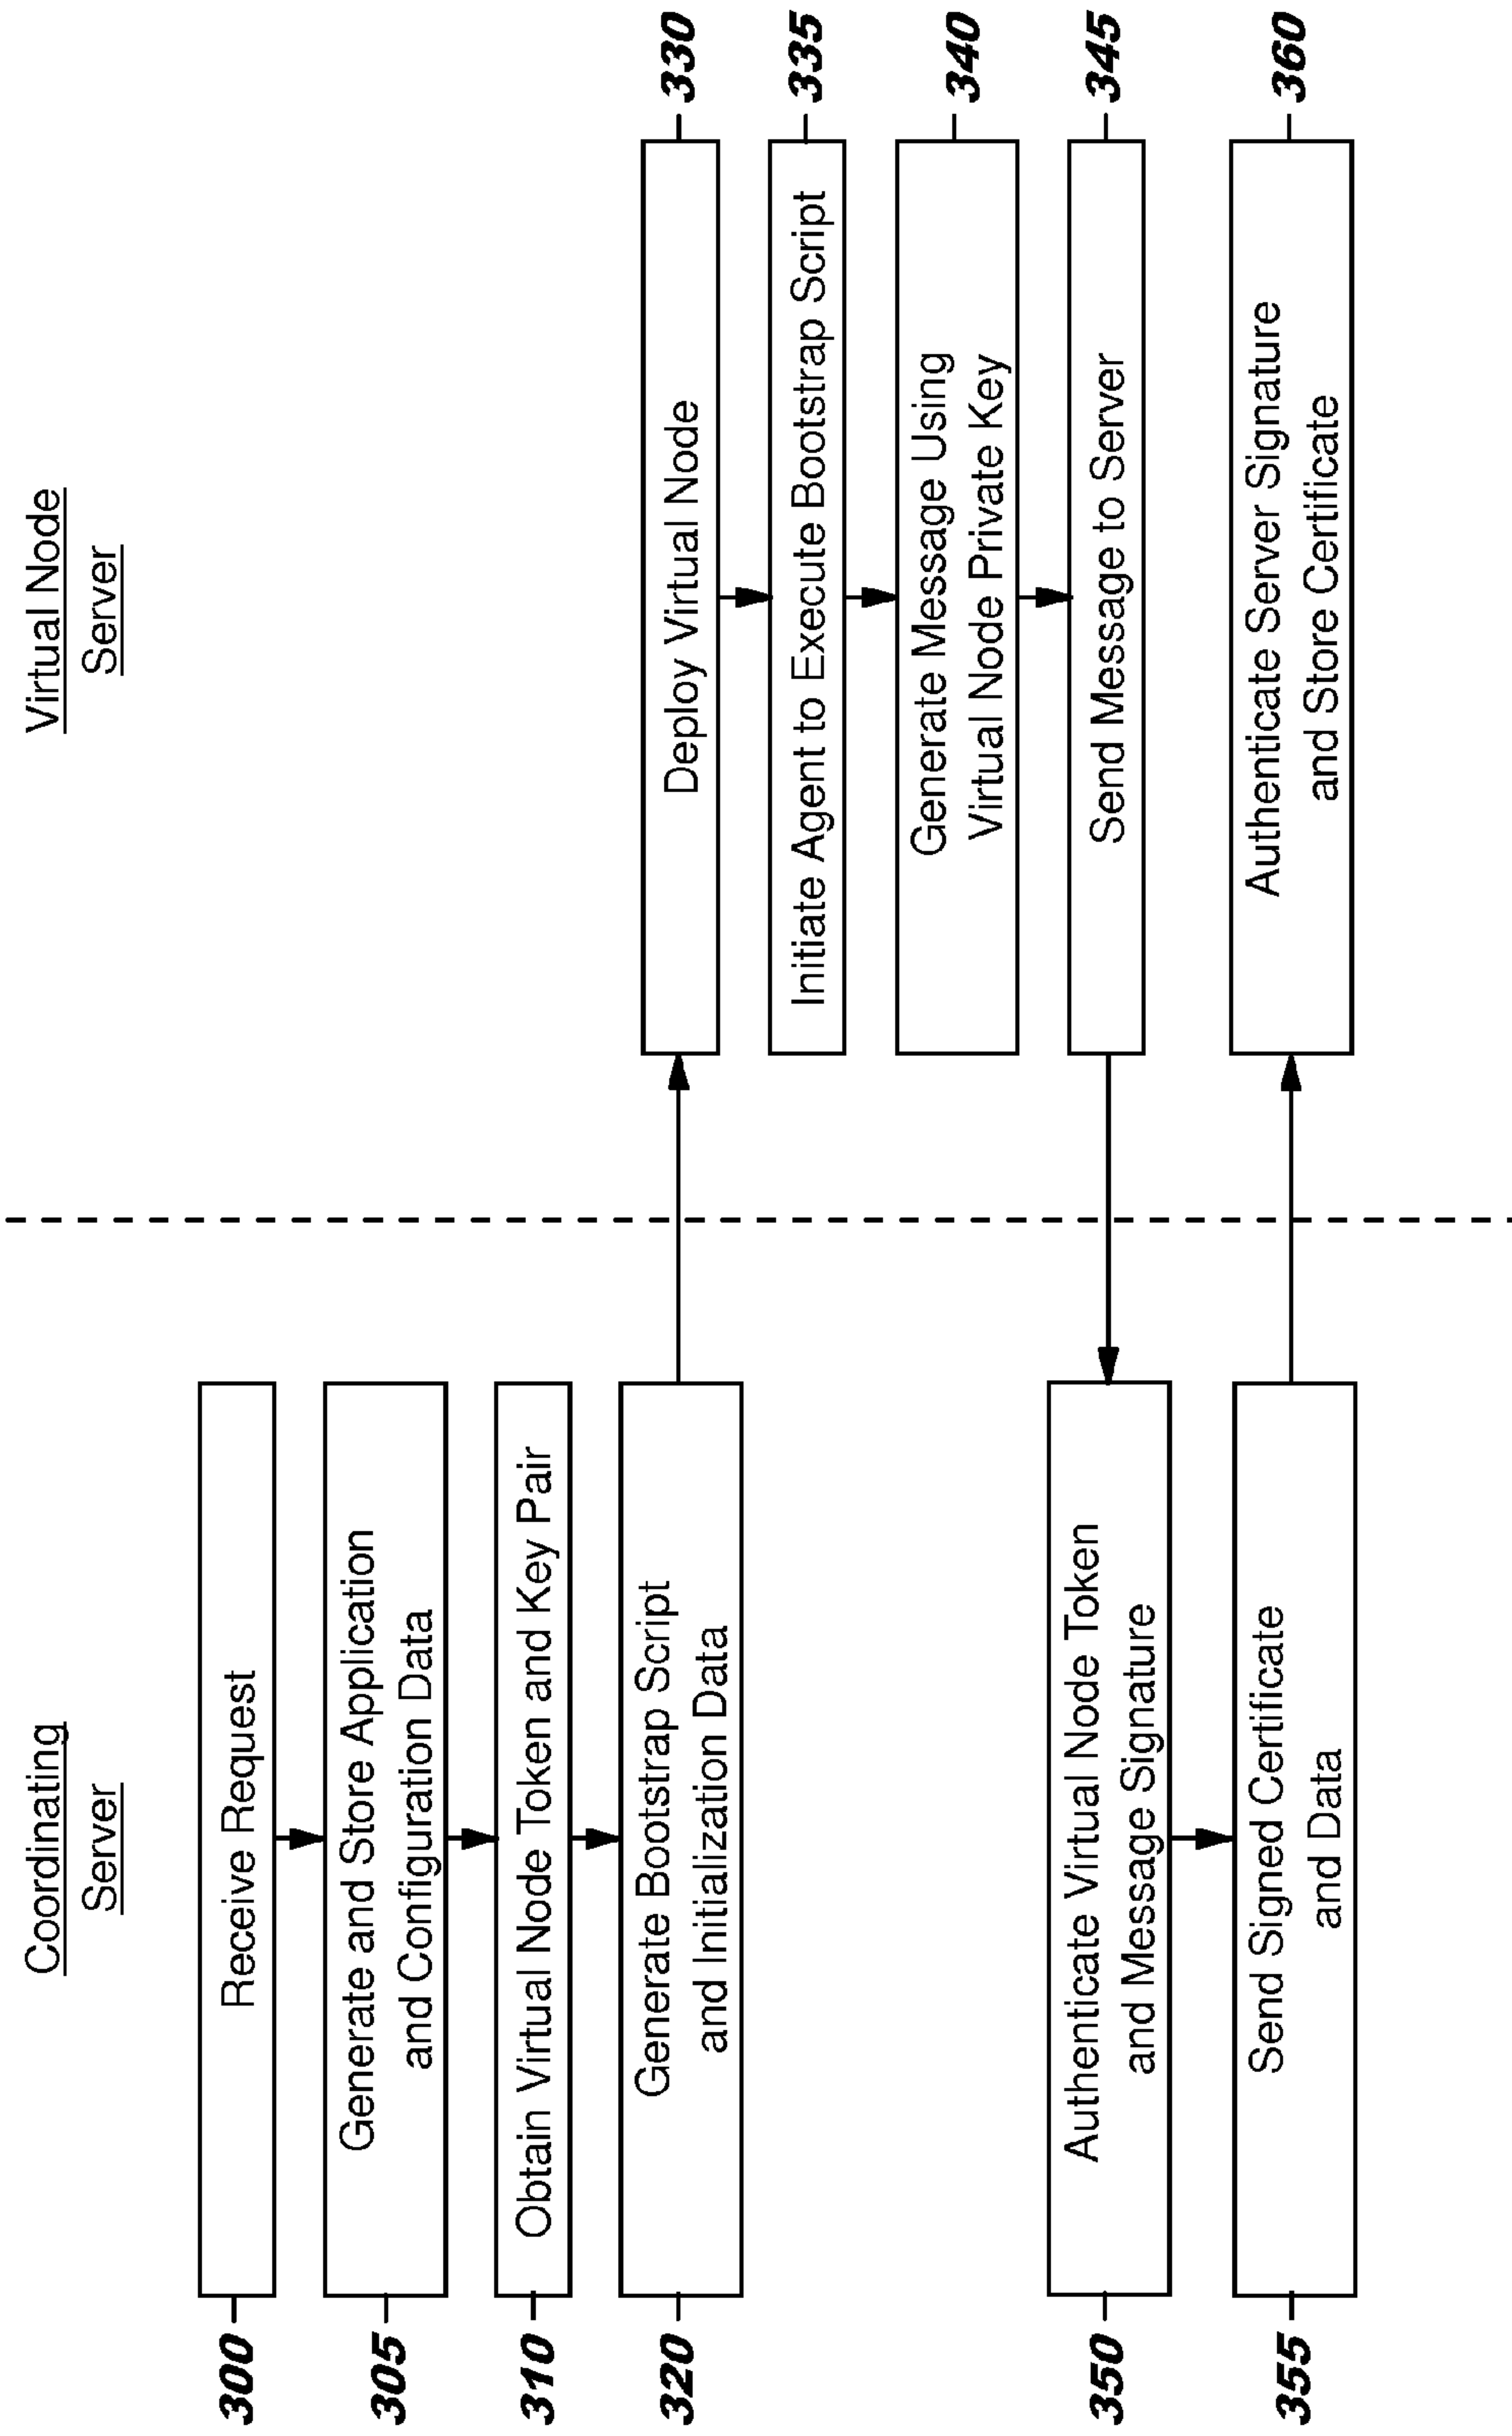 Coordinating
Server
Virtual Node
Server
300
Receive Request
305
Generate and Store Application
and Configuration Data
310
Obtain Virtual Node Token and Key Pair
320
Generate Bootstrap Script
and Initialization Data
Deploy Virtual Node
330
Initiate Agent to Execute Bootstrap Script
335
Generate Message Using
Virtual Node Private Key
340
Send Message to Server
345
350
Authenticate Virtual Node Token
and Message Signature
355
Send Signed Certificate
and Data
Authenticate Server Signature
and Store Certificate
360